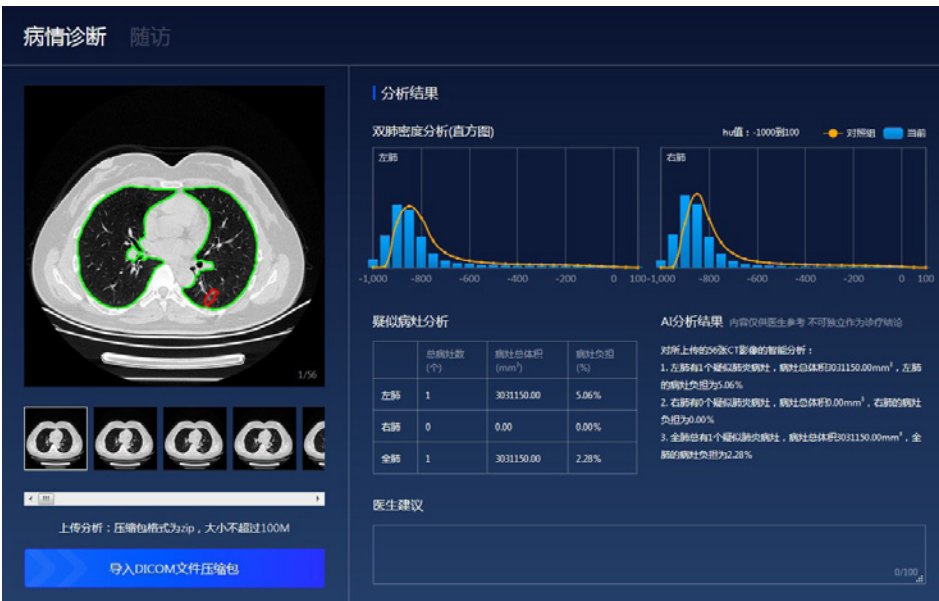 病情诊断 随访
分析结果
双肺密度分析(直方图)
hu值：-1000到100 对照组 当前
左肺
右肺
-1,000 -800 -600 -400 -200 0 100
-1,000 -800 -600 -400 -200 0 100
1/56
上传分析：压缩包格式为zip，大小不超过100M
导入DICOM文件压缩包
疑似病灶分析
总病灶数(个) 病灶总体积(mm³) 病灶负担(%)
左肺 1 3031150.00 5.06%
右肺 0 0.00 0.00%
全肺 1 3031150.00 2.28%
AI分析结果 内容仅供医生参考 不可独立作为诊疗结论
对所上传的56张CT影像的智能分析：
1. 左肺有1个疑似肺炎病灶，病灶总体积3031150.00mm³，左肺
的病灶负担为5.06%
2. 右肺有0个疑似肺炎病灶，病灶总体积0.00mm³，右肺的病灶
负担为0.00%
3. 全肺总有1个疑似肺炎病灶，病灶总体积3031150.00mm³，全
肺的病灶负担为2.28%
医生建议
0/100